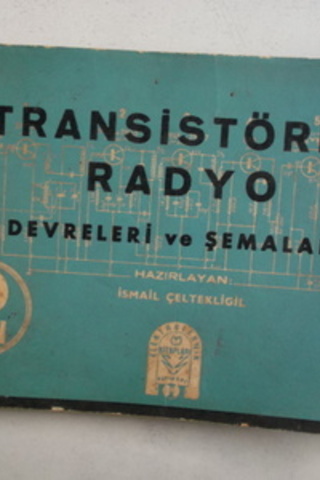 TRANSİSTÖR
RADYO
DEVRELERİ ve ŞEMALA
HAZIRLAYAN:
İSMAİL ÇELTEKLİGİL